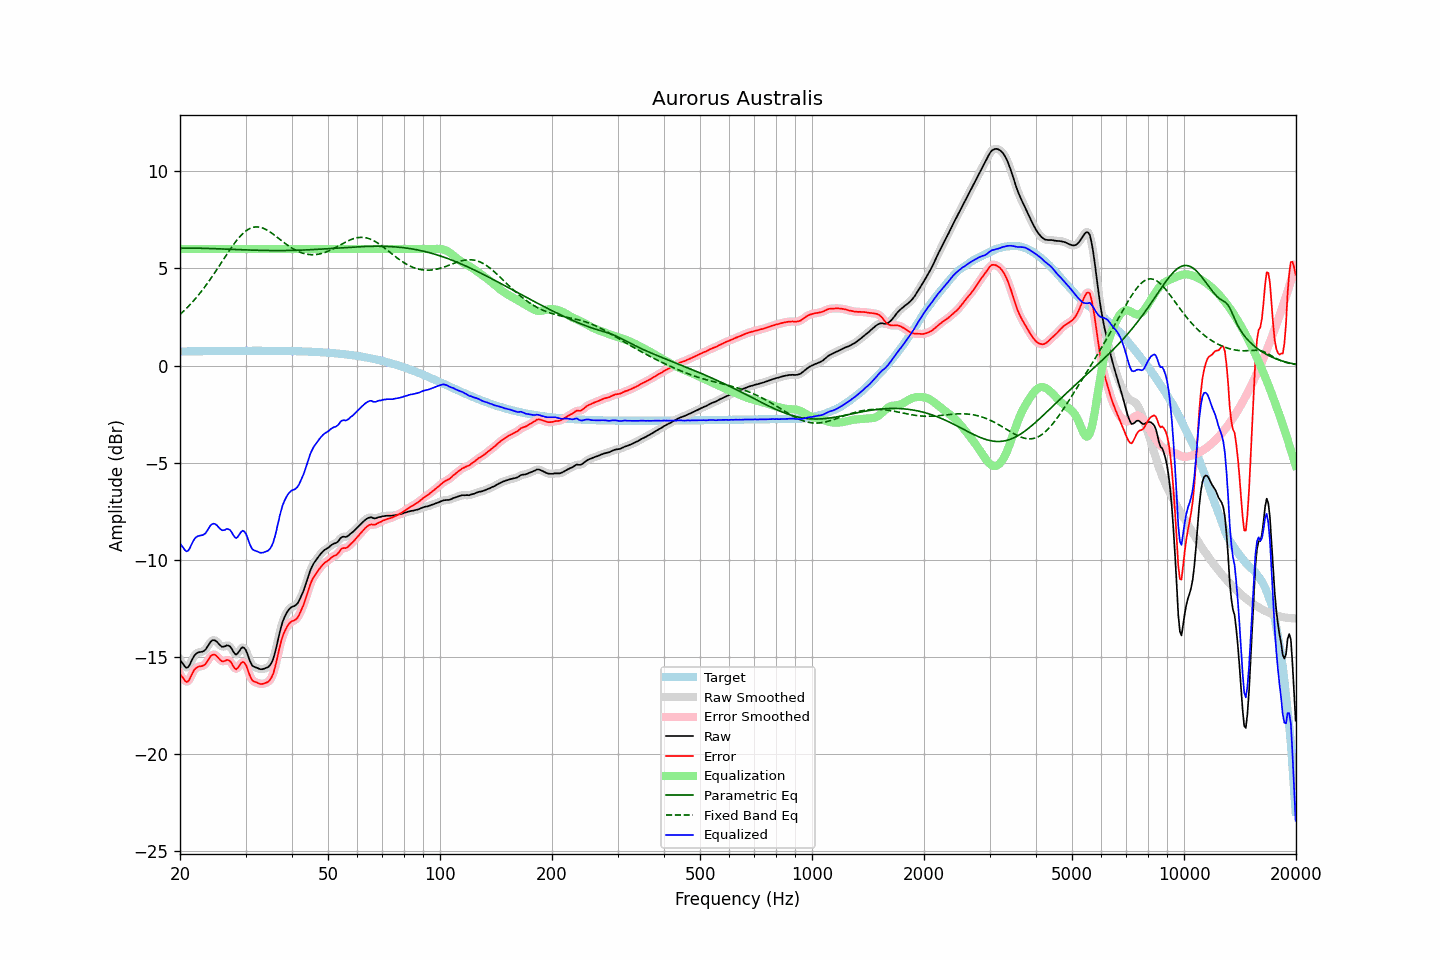 Aurorus Australis
Amplitude (dBr)
10
5
0
−5
−10
−15
−20
−25
Target
Raw Smoothed
Error Smoothed
Raw
Error
Equalization
Parametric Eq
Fixed Band Eq
Equalized
20 50 100 200 500 1000 2000 5000 10000 20000
Frequency (Hz)